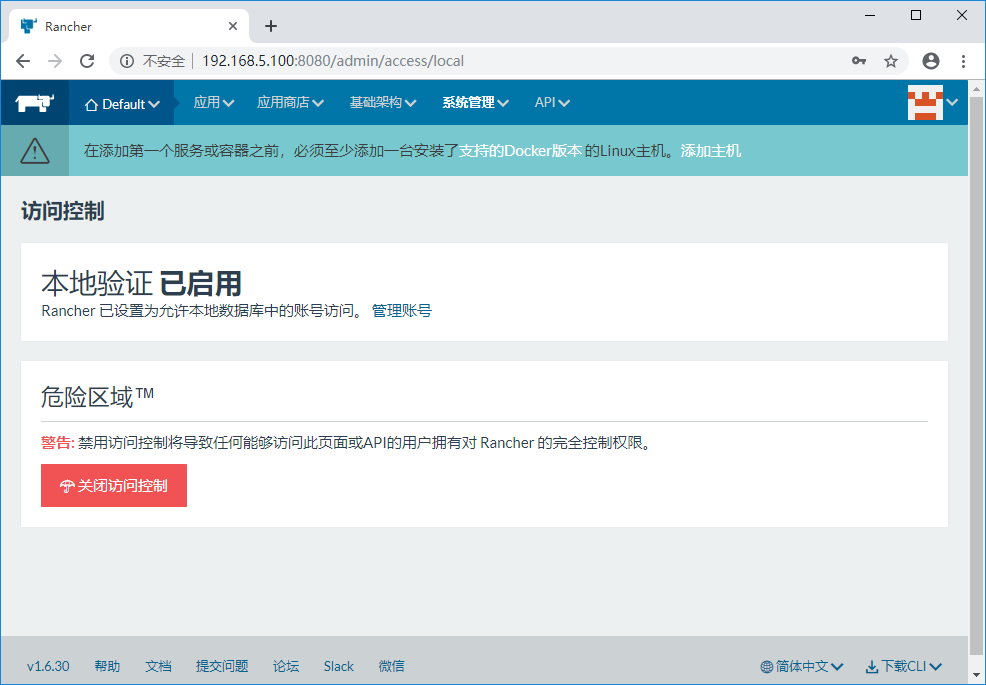 Rancher
不安全 192.168.5.100:8080/admin/access/local
Default 应用 应用商店 基础架构 系统管理 API
在添加第一个服务或容器之前，必须至少添加一台安装了支持的Docker版本 的Linux主机。添加主机
访问控制
本地验证 已启用
Rancher 已设置为允许本地数据库中的账号访问。 管理账号
危险区域™
警告: 禁用访问控制将导致任何能够访问此页面或API的用户拥有对 Rancher 的完全控制权限。
关闭访问控制
v1.6.30 帮助 文档 提交问题 论坛 Slack 微信 简体中文 下载CLI